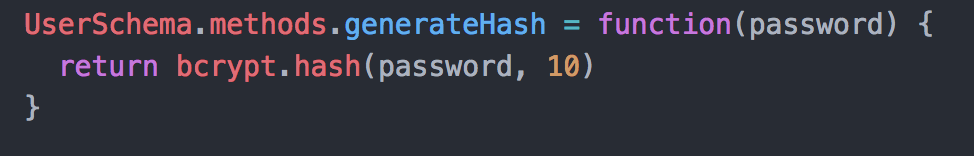 UserSchema.methods.generateHash = function(password) {
  return bcrypt.hash(password, 10)
}